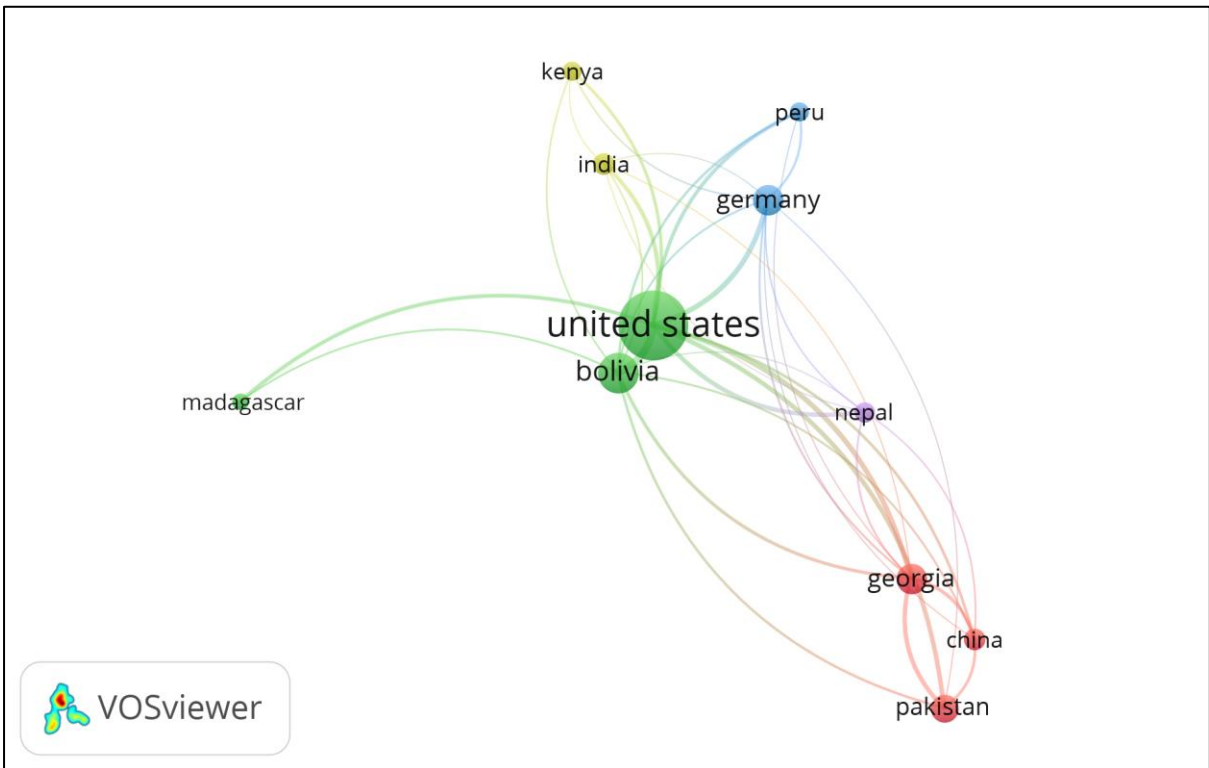 kenya
peru
india
germany
united states
bolivia
madagascar
nepal
georgia
china
pakistan
VOSviewer